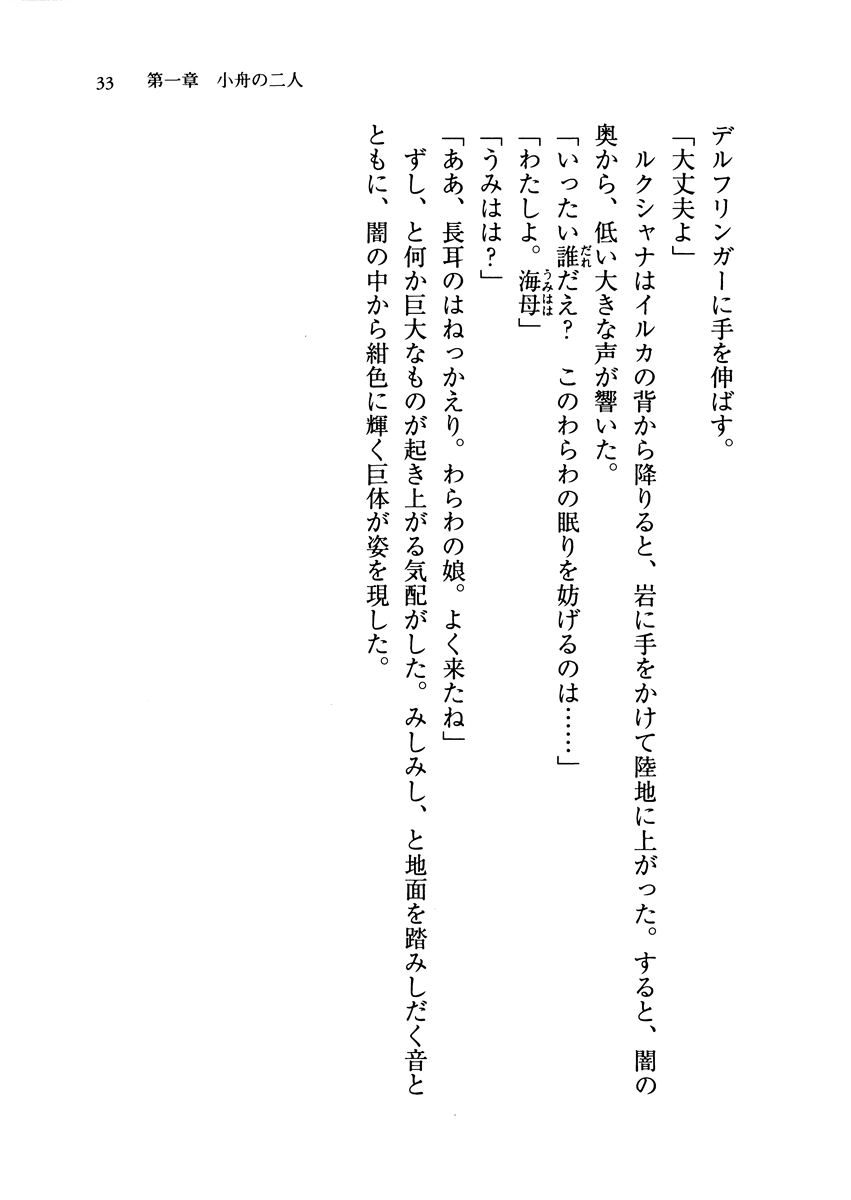 33 第一章 小舟の二人
デルフリンガーに手を伸ばす。
「大丈夫よ」
ルクシャナはイルカの背から降りると、岩に手をかけて陸地に上がった。すると、闇の
奥から、低い大きな声が響いた。
「いったい誰だえ? このわらわの眠りを妨げるのは……」
だれ
「わたしよ。海母」
うみはは
「うみはは?」
「ああ、長耳のはねっかえり。わらわの娘。よく来たね」
ずし、と何か巨大なものが起き上がる気配がした。みしみし、と地面を踏みしだく音と
ともに、闇の中から紺色に輝く巨体が姿を現した。